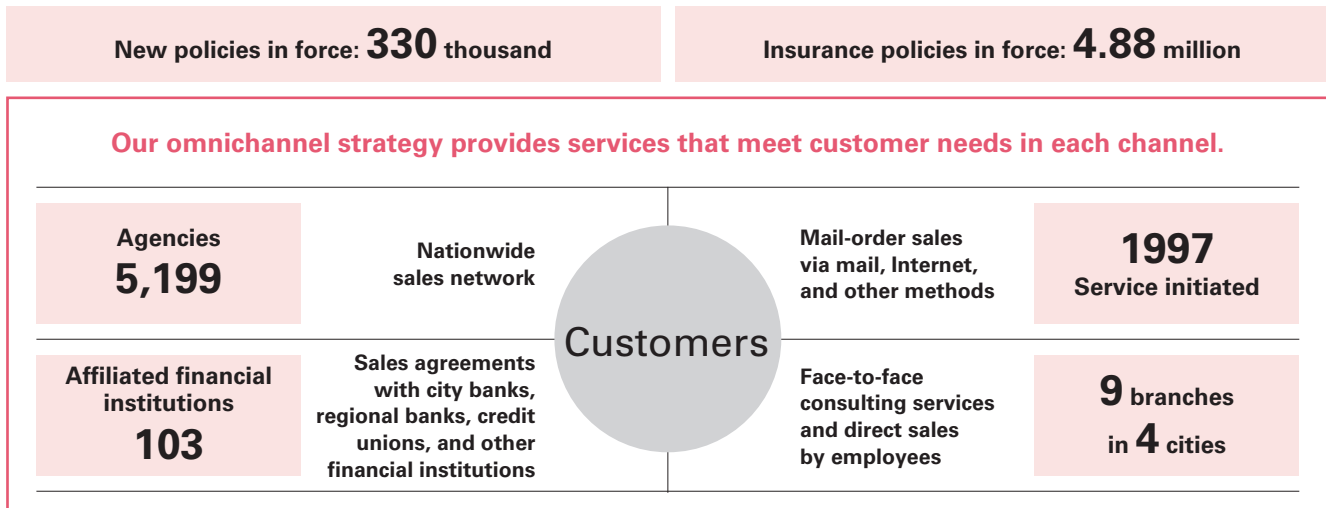 New policies in force: 330 thousand
Insurance policies in force: 4.88 million
Our omnichannel strategy provides services that meet customer needs in each channel.
Agencies
5,199
Nationwide
sales network
Customers
Mail-order sales
via mail, Internet,
and other methods
1997
Service initiated
Affiliated financial
institutions
103
Sales agreements
with city banks,
regional banks, credit
unions, and other
financial institutions
Face-to-face
consulting services
and direct sales
by employees
9 branches
in 4 cities